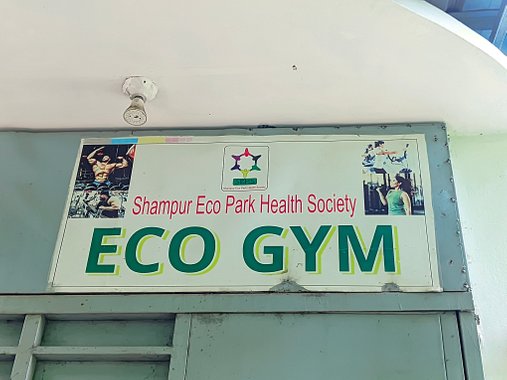 Shampur Eco Park Health Society
ECO GYM